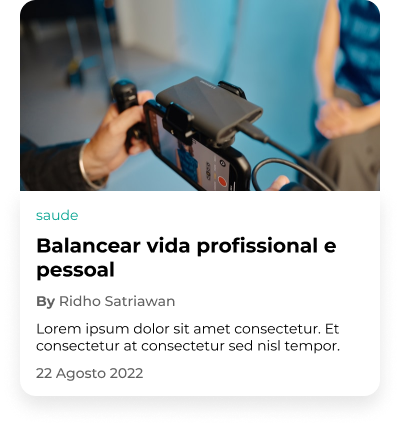 saude
Balancear vida profissional e
pessoal
By Ridho Satriawan
Lorem ipsum dolor sit amet consectetur. Et
consectetur at consectetur sed nisl tempor.
22 Agosto 2022